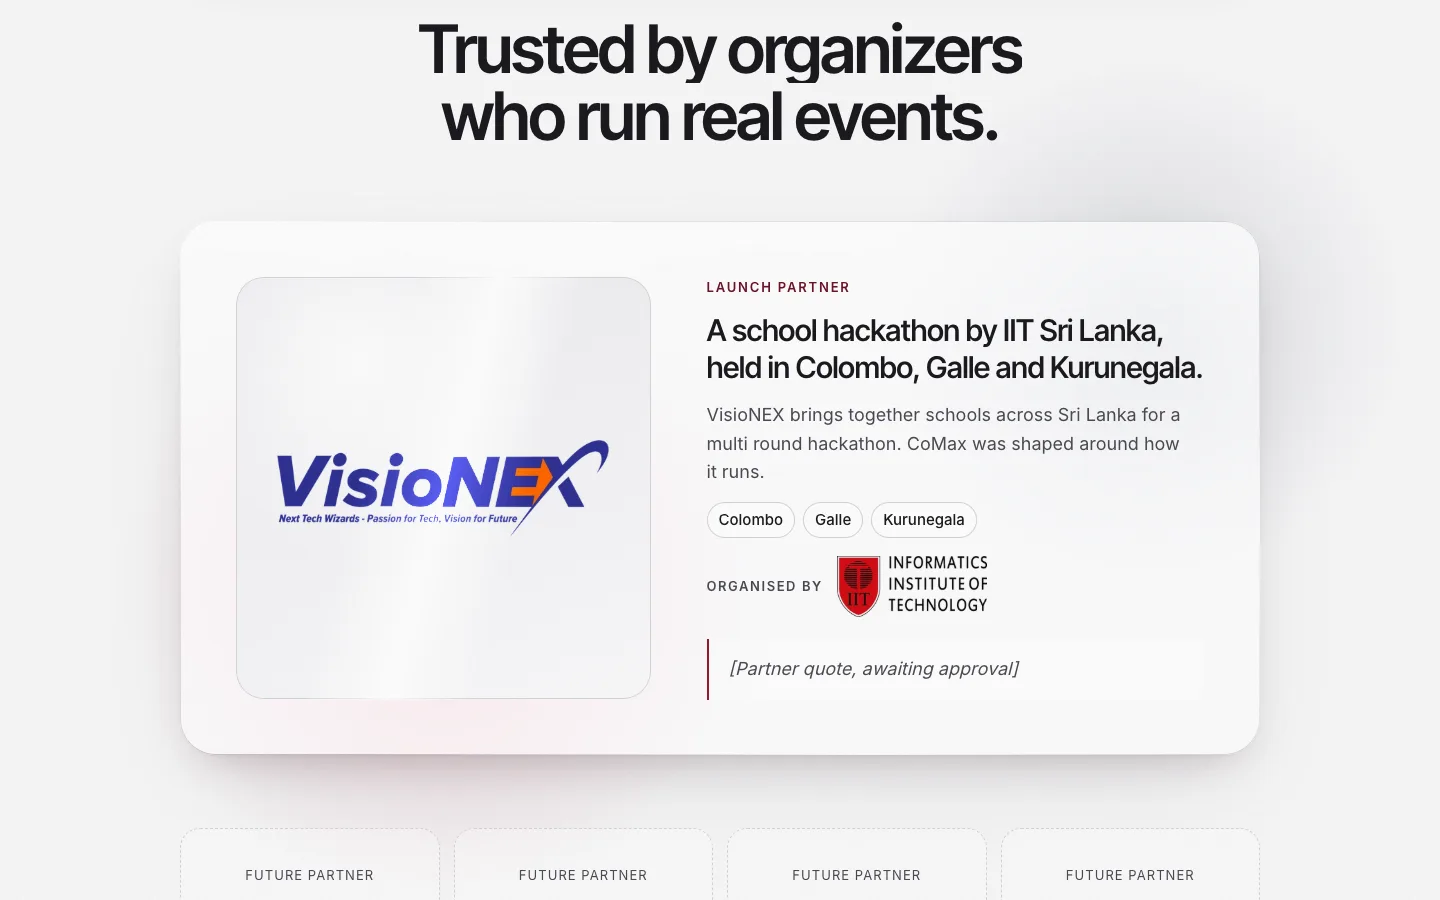 Trusted by organizers
who run real events.
LAUNCH PARTNER
A school hackathon by IIT Sri Lanka,
held in Colombo, Galle and Kurunegala.
VisioNEX brings together schools across Sri Lanka for a
multi round hackathon. CoMax was shaped around how
it runs.
Colombo
Galle
Kurunegala
VisioNEX
Next Tech Wizards - Passion for Tech, Vision for Future
ORGANISED BY
IIT
INFORMATICS
INSTITUTE OF
TECHNOLOGY
[Partner quote, awaiting approval]
FUTURE PARTNER
FUTURE PARTNER
FUTURE PARTNER
FUTURE PARTNER